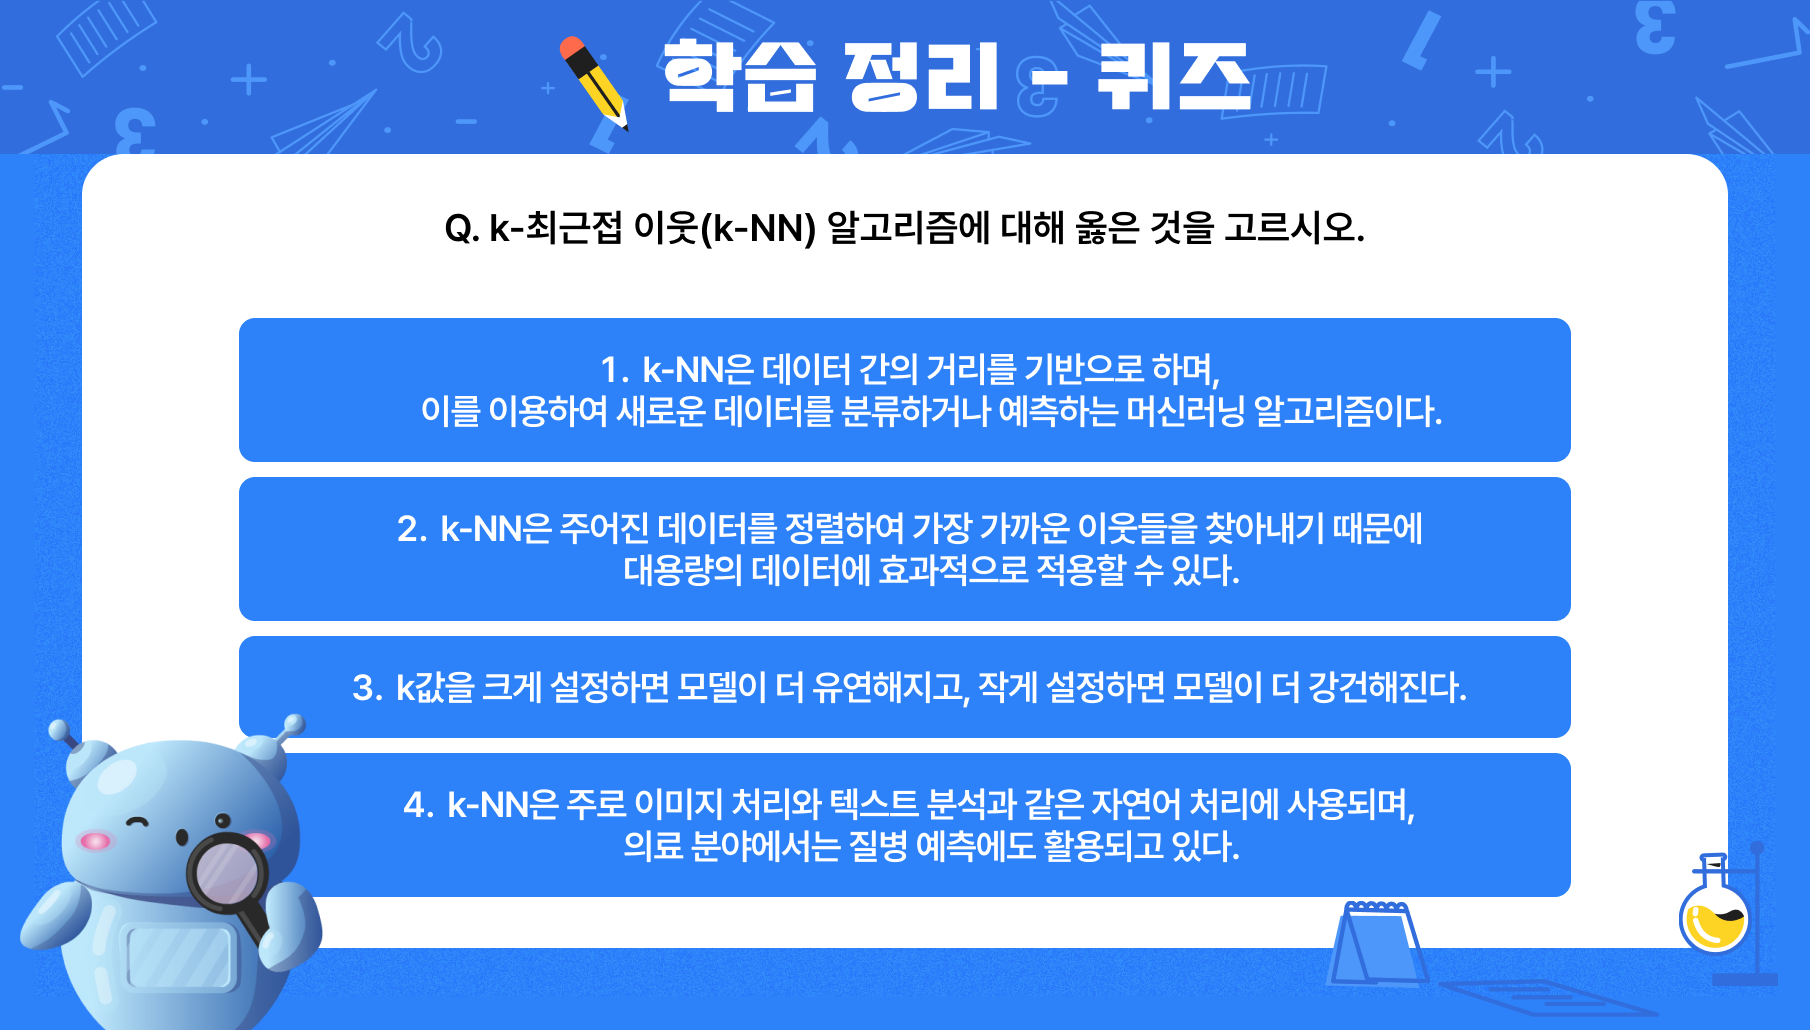 학습 정리 - 퀴즈
Q. k-최근접 이웃(k-NN) 알고리즘에 대해 옳은 것을 고르시오.
1. k-NN은 데이터 간의 거리를 기반으로 하며,
이를 이용하여 새로운 데이터를 분류하거나 예측하는 머신러닝 알고리즘이다.
2. k-NN은 주어진 데이터를 정렬하여 가장 가까운 이웃들을 찾아내기 때문에
대용량의 데이터에 효과적으로 적용할 수 있다.
3. k값을 크게 설정하면 모델이 더 유연해지고, 작게 설정하면 모델이 더 강건해진다.
4. k-NN은 주로 이미지 처리와 텍스트 분석과 같은 자연어 처리에 사용되며,
의료 분야에서는 질병 예측에도 활용되고 있다.